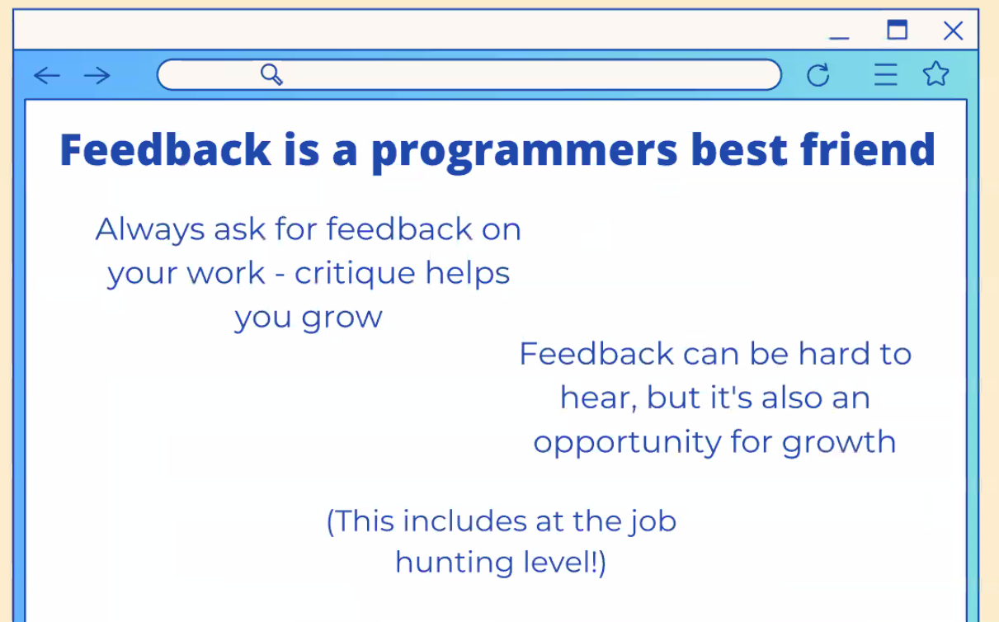 Feedback is a programmers best friend
Always ask for feedback on
your work - critique helps
you grow
Feedback can be hard to
hear, but it's also an
opportunity for growth
(This includes at the job
hunting level!)